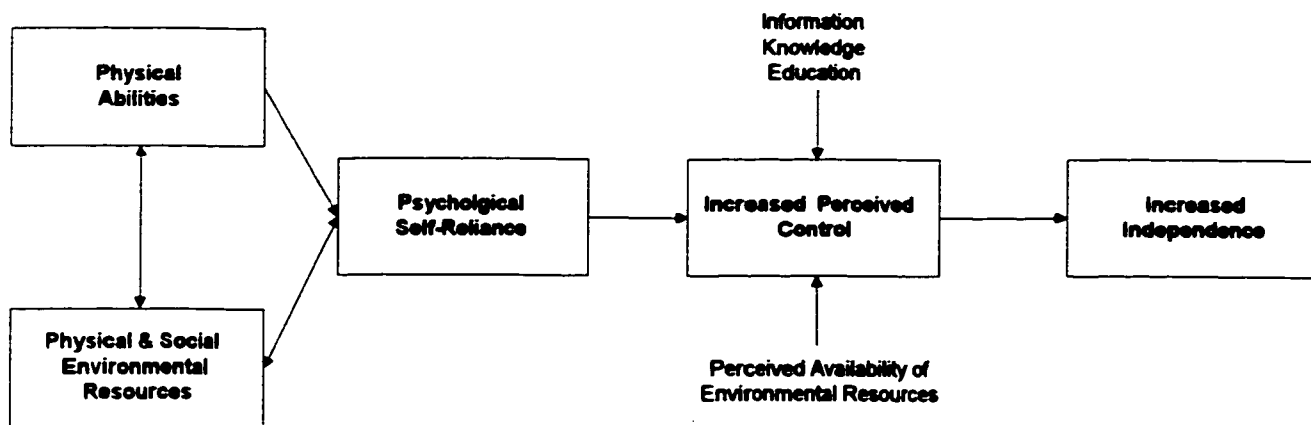 Physical
Abilities
Physical & Social
Environmental
Resources
Psycholgical
Self-Reliance
Information
Knowledge
Education
Increased Perceived
Control
Perceived Availability of
Environmental Resources
Increased
Independence